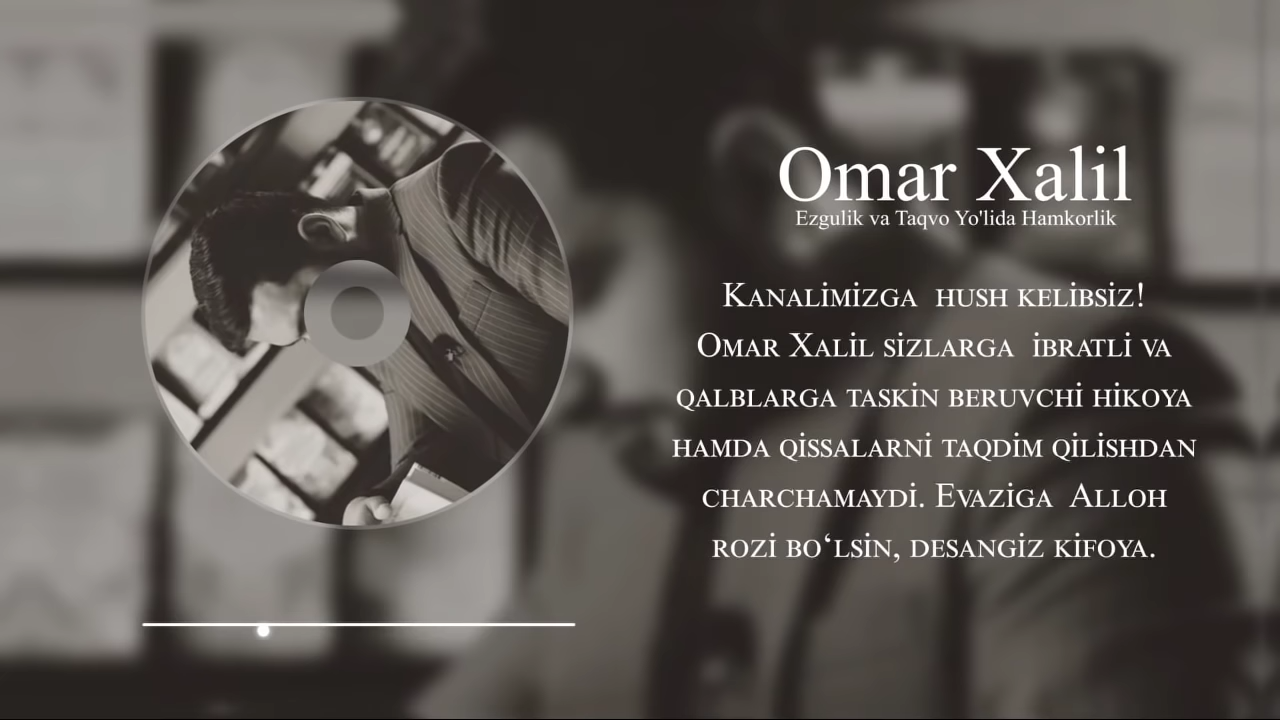 Omar Xalil
Ezgulik va Taqvo Yo'lida Hamkorlik
Kanalimizga hush kelibsiz!
Omar Xalil sizlarga ibratli va
qalblarga taskin beruvchi hikoya
hamda qissalarni taqdim qilishdan
charchamaydi. Evaziga Alloh
rozi bo‘lsin, desangiz kifoya.